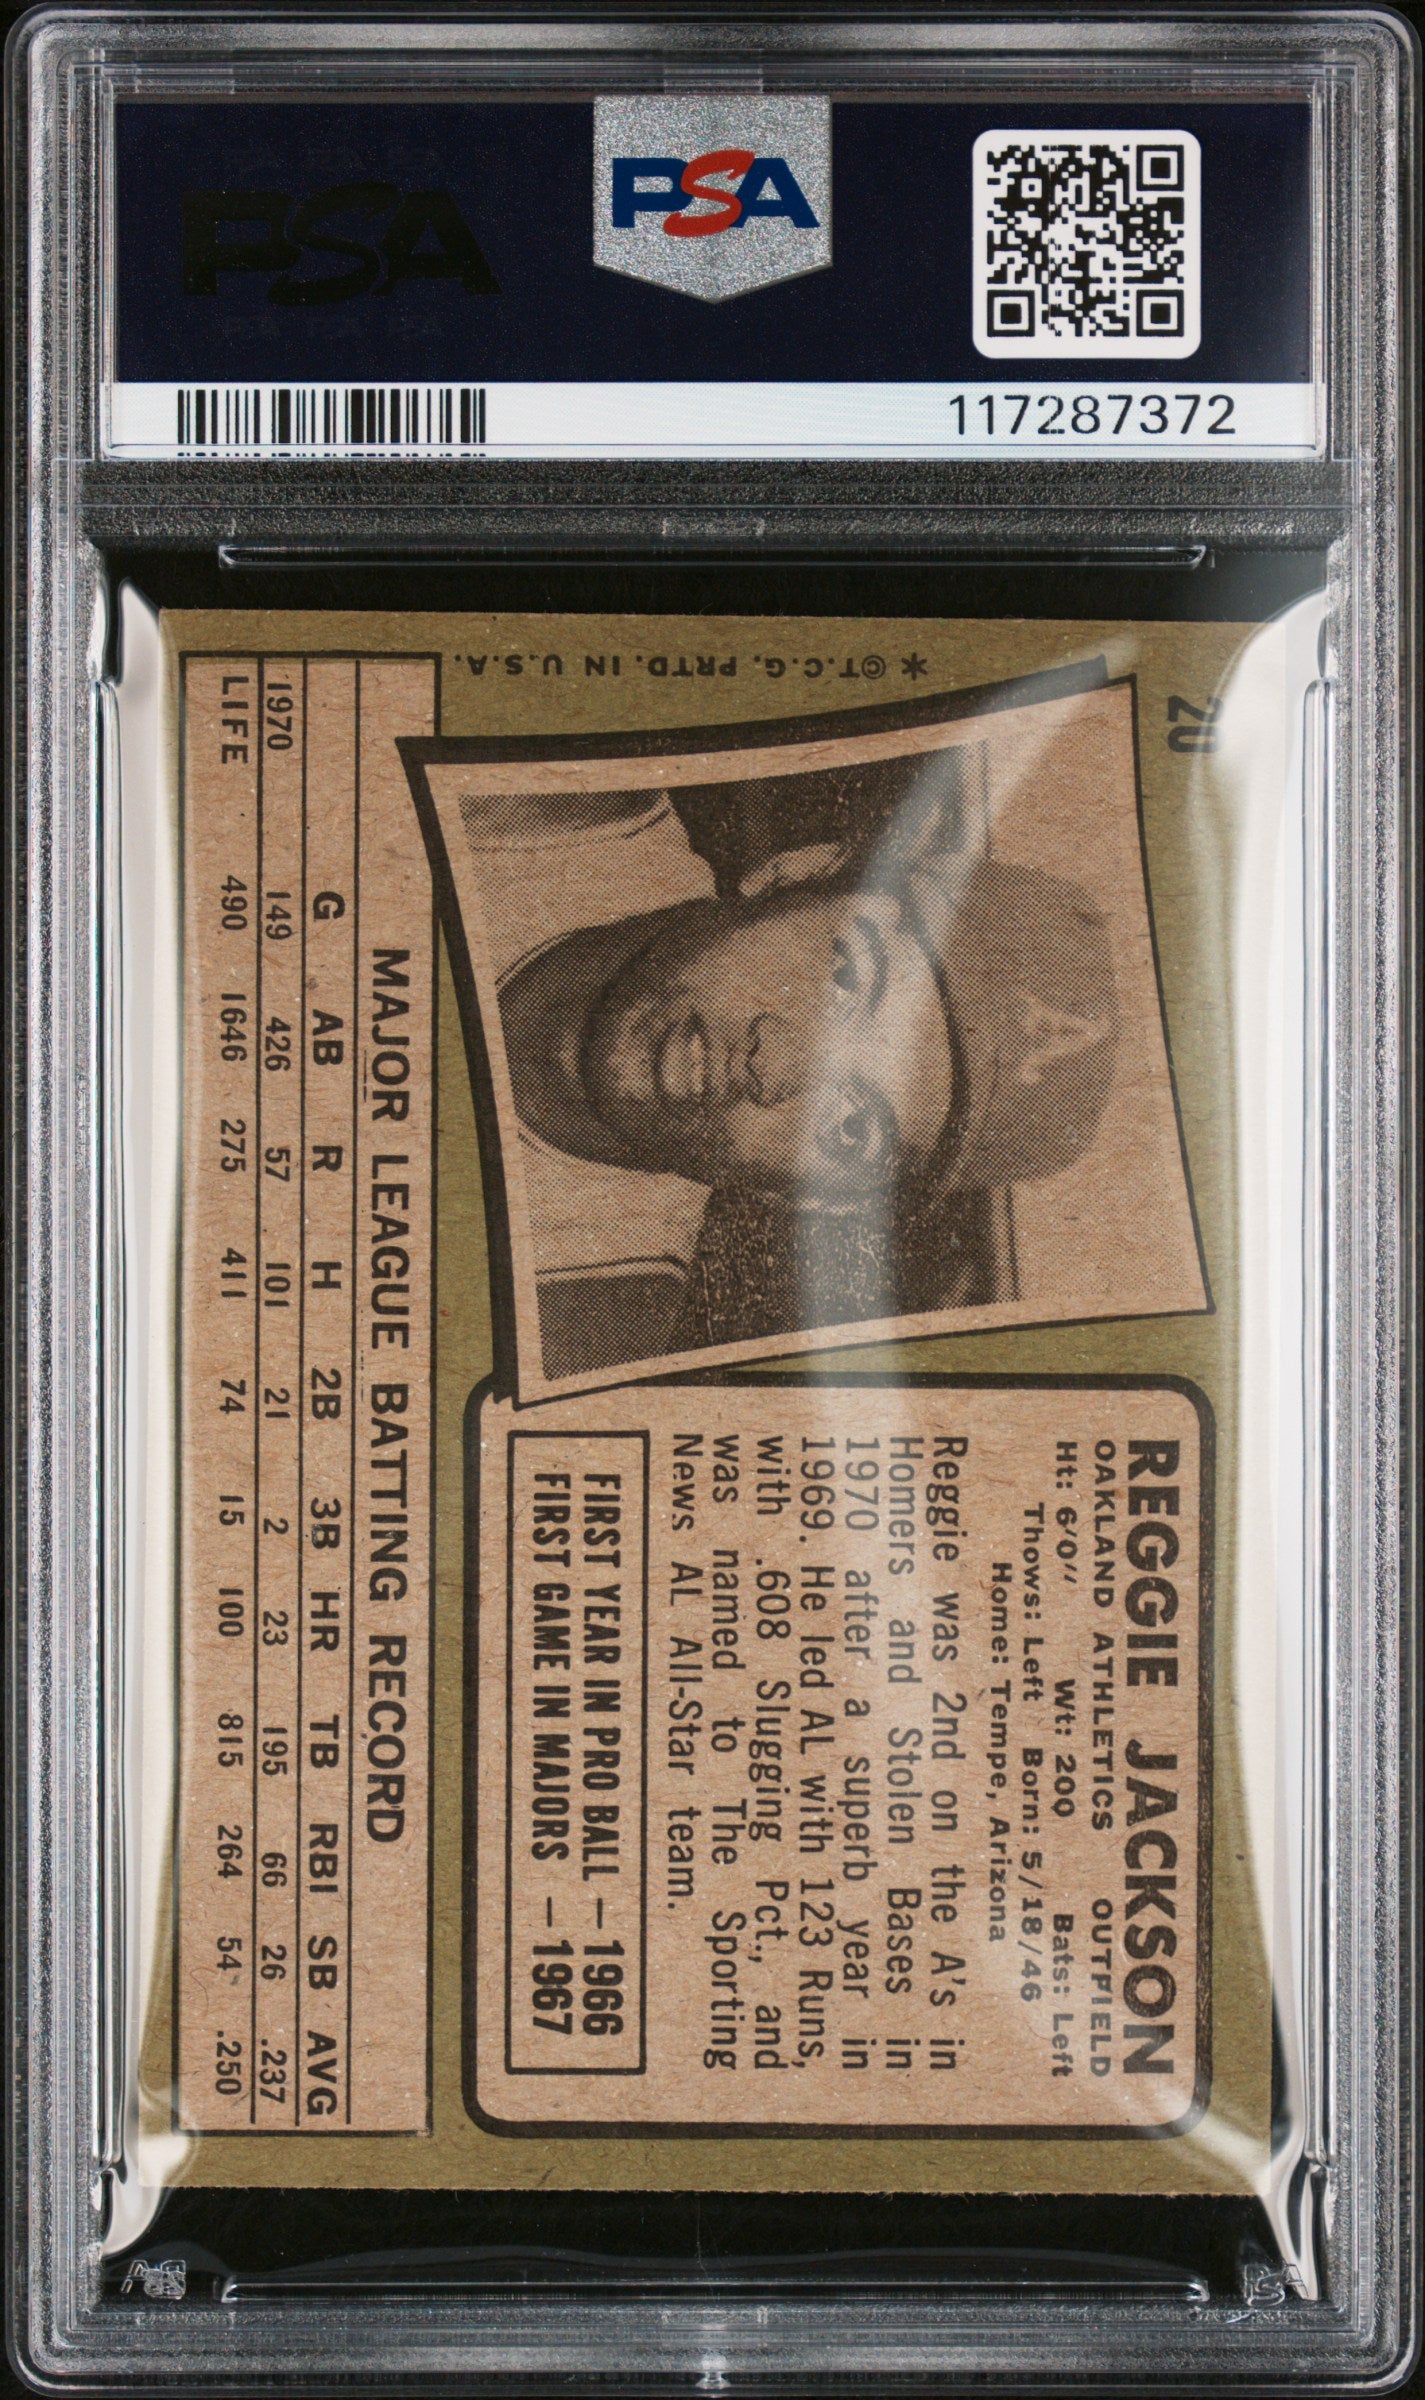 PSA
PSA
117287372
20
REGGIE JACKSON
OAKLAND ATHLETICS OUTFIELD
Ht: 6'0" Wt: 200 Bats: Left
Thows: Left Born: 5/18/46
Home: Tempe, Arizona
Reggie was 2nd on the A's in
Homers and Stolen Bases in
1970 after a superb year in
1969. He led AL with 123 Runs,
with .608 Slugging Pct., and
was named to The Sporting
News AL All-Star team.
FIRST YEAR IN PRO BALL — 1966
FIRST GAME IN MAJORS — 1967
*©T.C.G. PRTD. IN U.S.A.
MAJOR LEAGUE BATTING RECORD
G AB R H 2B 3B HR TB RBI SB AVG
1970 149 426 57 101 21 2 23 195 66 26 .237
LIFE 490 1646 275 411 74 15 100 815 264 54 .250
PSA
PSA